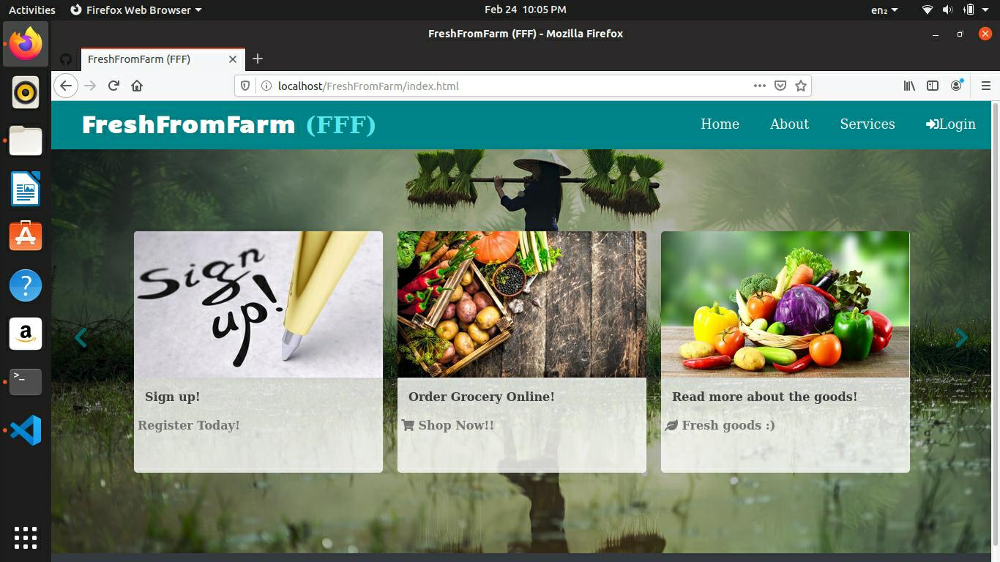 Activities Firefox Web Browser Feb 24 10:05 PM en₂
FreshFromFarm (FFF) - Mozilla Firefox
FreshFromFarm (FFF)
localhost/FreshFromFarm/index.html
FreshFromFarm (FFF) Home About Services Login
Sign up!
Sign up! Order Grocery Online! Read more about the goods!
Register Today! Shop Now!! Fresh goods :)